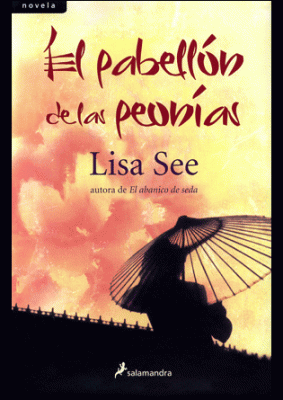 novela
El pabellón
de las peonías
Lisa See
autora de El abanico de seda
salamandra